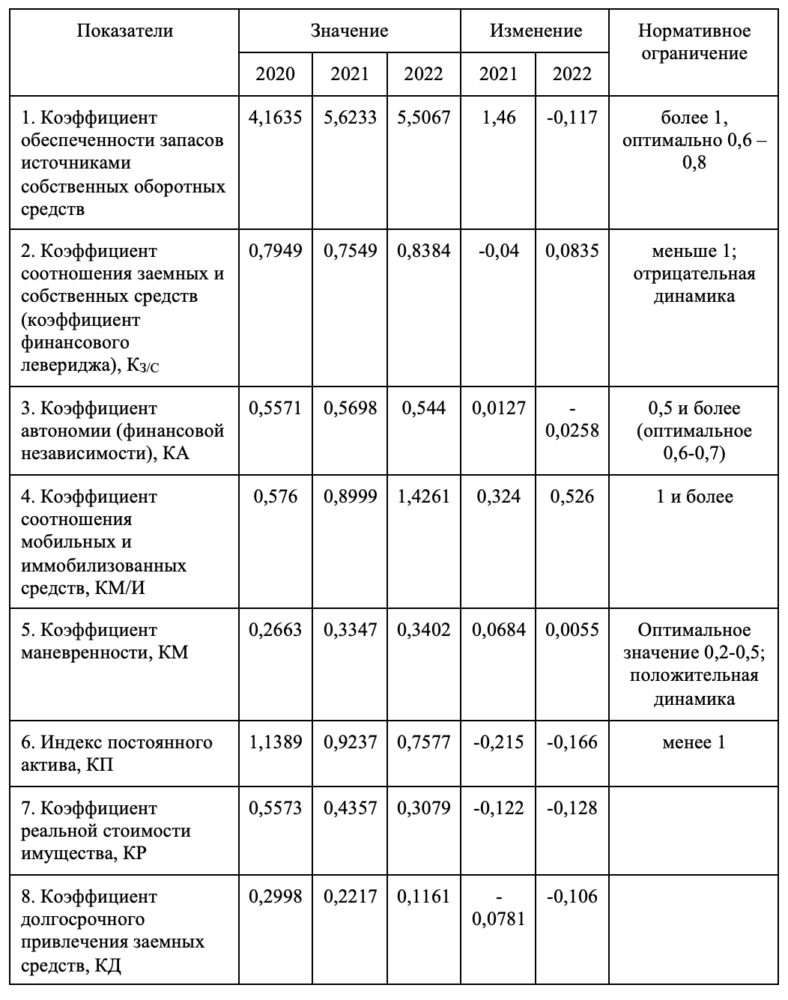 Показатели Значение Изменение Нормативное
ограничение
2020 2021 2022 2021 2022
1. Коэффициент 4,1635 5,6233 5,5067 1,46 -0,117 более 1,
обеспеченности запасов оптимально 0,6 –
источниками 0,8
собственных оборотных
средств
2. Коэффициент 0,7949 0,7549 0,8384 -0,04 0,0835 меньше 1;
соотношения заемных и отрицательная
собственных средств динамика
(коэффициент
финансового
левериджа), КЗ/С
3. Коэффициент 0,5571 0,5698 0,544 0,0127 - 0,5 и более
автономии (финансовой 0,0258 (оптимальное
независимости), КА 0,6-0,7)
4. Коэффициент 0,576 0,8999 1,4261 0,324 0,526 1 и более
соотношения
мобильных и
иммобилизованных
средств, КМ/И
5. Коэффициент 0,2663 0,3347 0,3402 0,0684 0,0055 Оптимальное
маневренности, КМ значение 0,2-0,5;
положительная
динамика
6. Индекс постоянного 1,1389 0,9237 0,7577 -0,215 -0,166 менее 1
актива, КП
7. Коэффициент 0,5573 0,4357 0,3079 -0,122 -0,128
реальной стоимости
имущества, КР
8. Коэффициент 0,2998 0,2217 0,1161 - -0,106
долгосрочного 0,0781
привлечения заемных
средств, КД